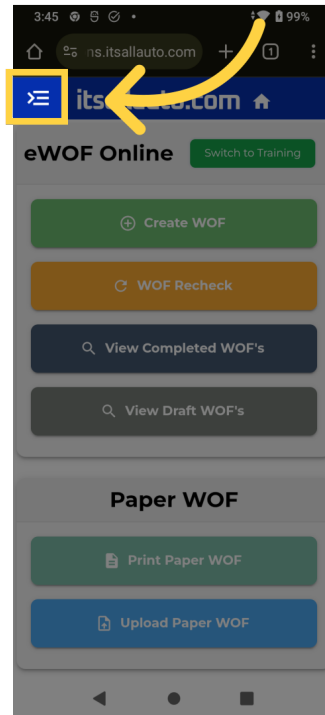 3:45 99%
ns.itsallauto.com 1
itsallauto.com
eWOF Online Switch to Training
Create WOF
WOF Recheck
View Completed WOF's
View Draft WOF's
Paper WOF
Print Paper WOF
Upload Paper WOF